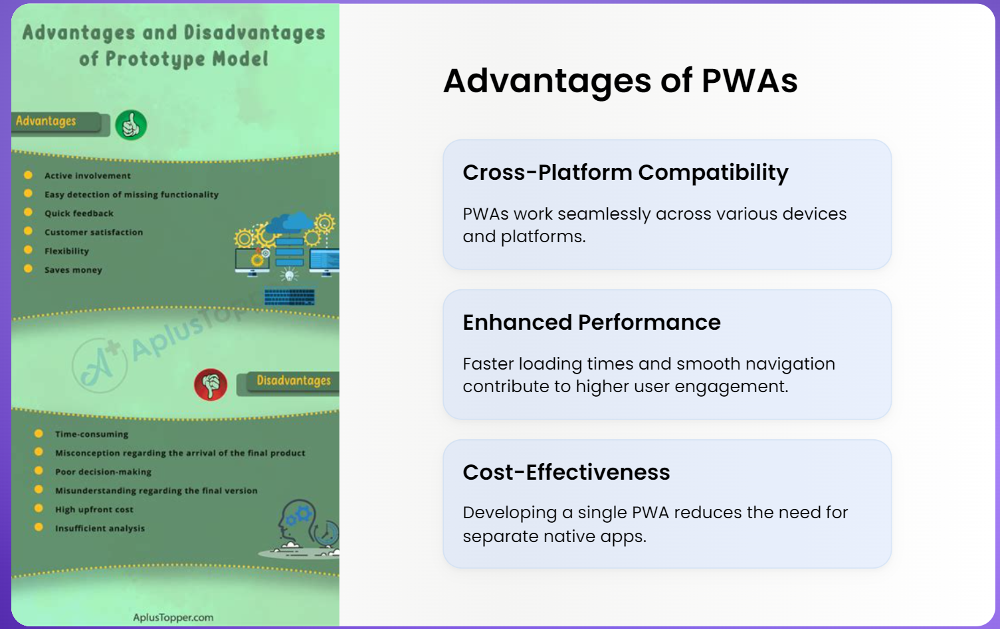 Advantages and Disadvantages
of Prototype Model
Advantages
Active involvement
Easy detection of missing functionality
Quick feedback
Customer satisfaction
Flexibility
Saves money
AplusTopper
Disadvantages
Time-consuming
Misconception regarding the arrival of the final product
Poor decision-making
Misunderstanding regarding the final version
High upfront cost
Insufficient analysis
AplusTopper.com
Advantages of PWAs
Cross-Platform Compatibility
PWAs work seamlessly across various devices
and platforms.
Enhanced Performance
Faster loading times and smooth navigation
contribute to higher user engagement.
Cost-Effectiveness
Developing a single PWA reduces the need for
separate native apps.